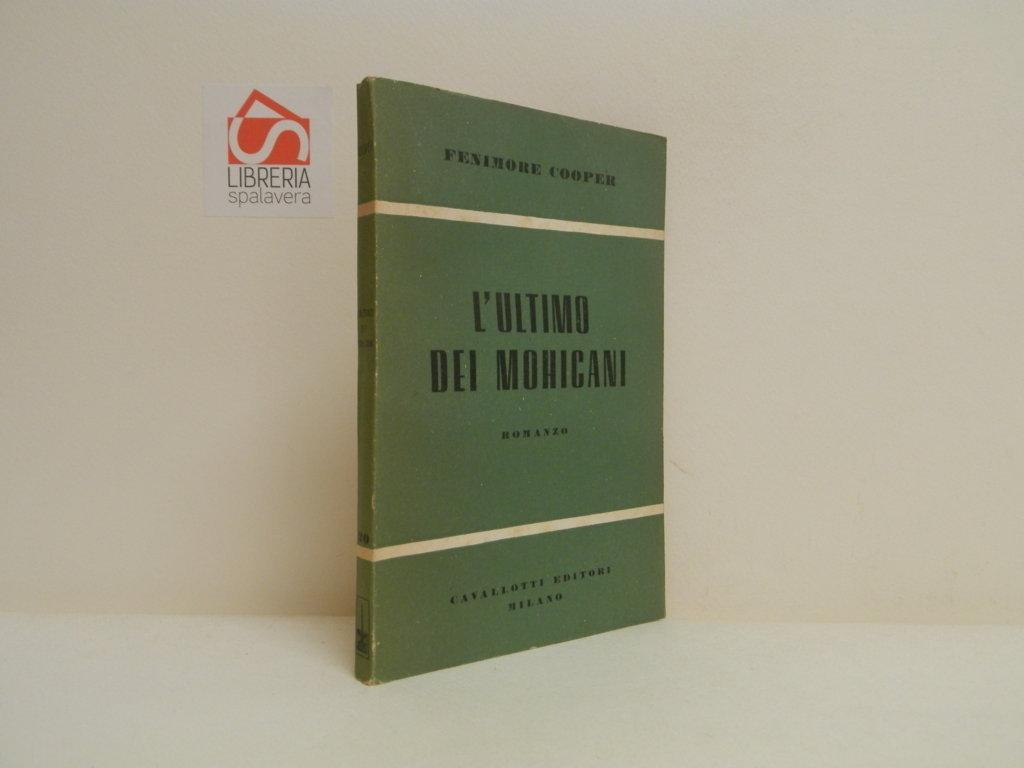 LIBRERIA
spalavera
FENIMORE COOPER
L'ULTIMO
DEI MOHICANI
ROMANZO
CAVALLOTTI EDITORI
MILANO